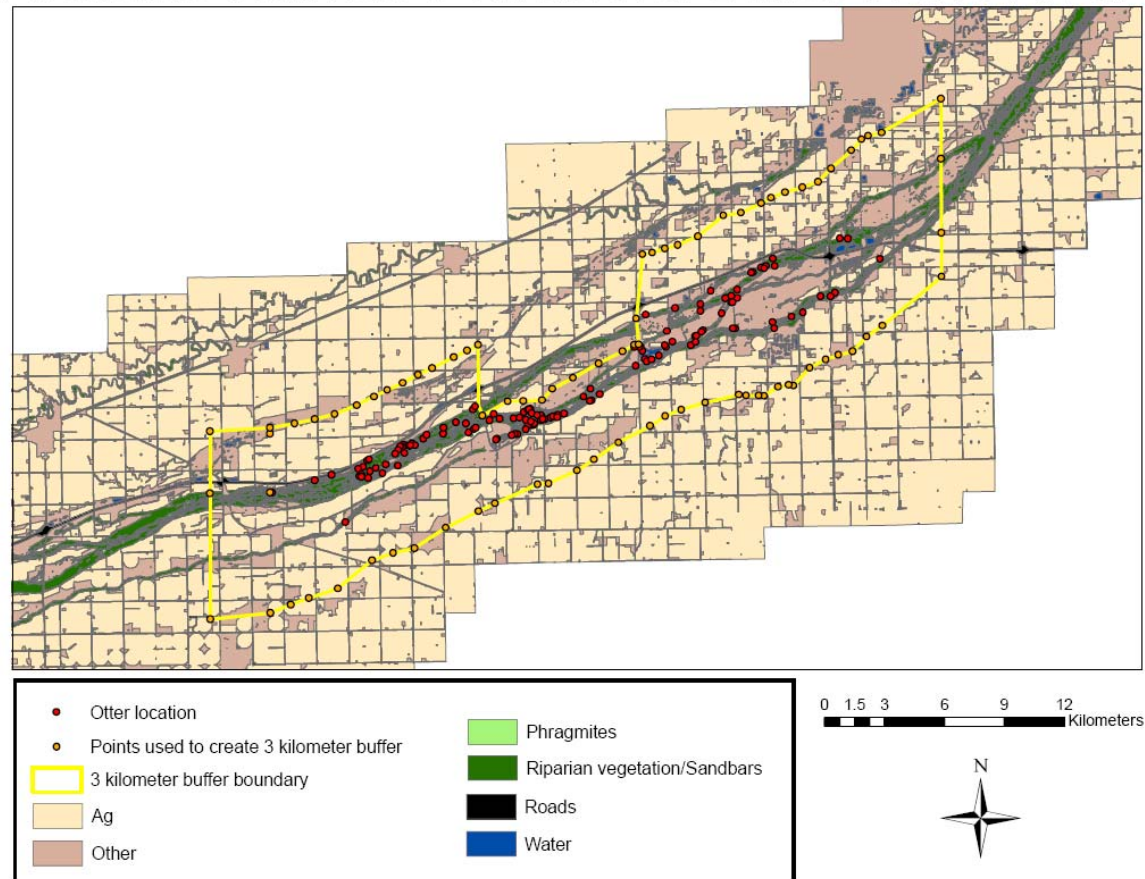 Otter location
Points used to create 3 kilometer buffer
3 kilometer buffer boundary
Ag
Other
Phragmites
Riparian vegetation/Sandbars
Roads
Water
0 1.5 3 6 9 12
Kilometers
N